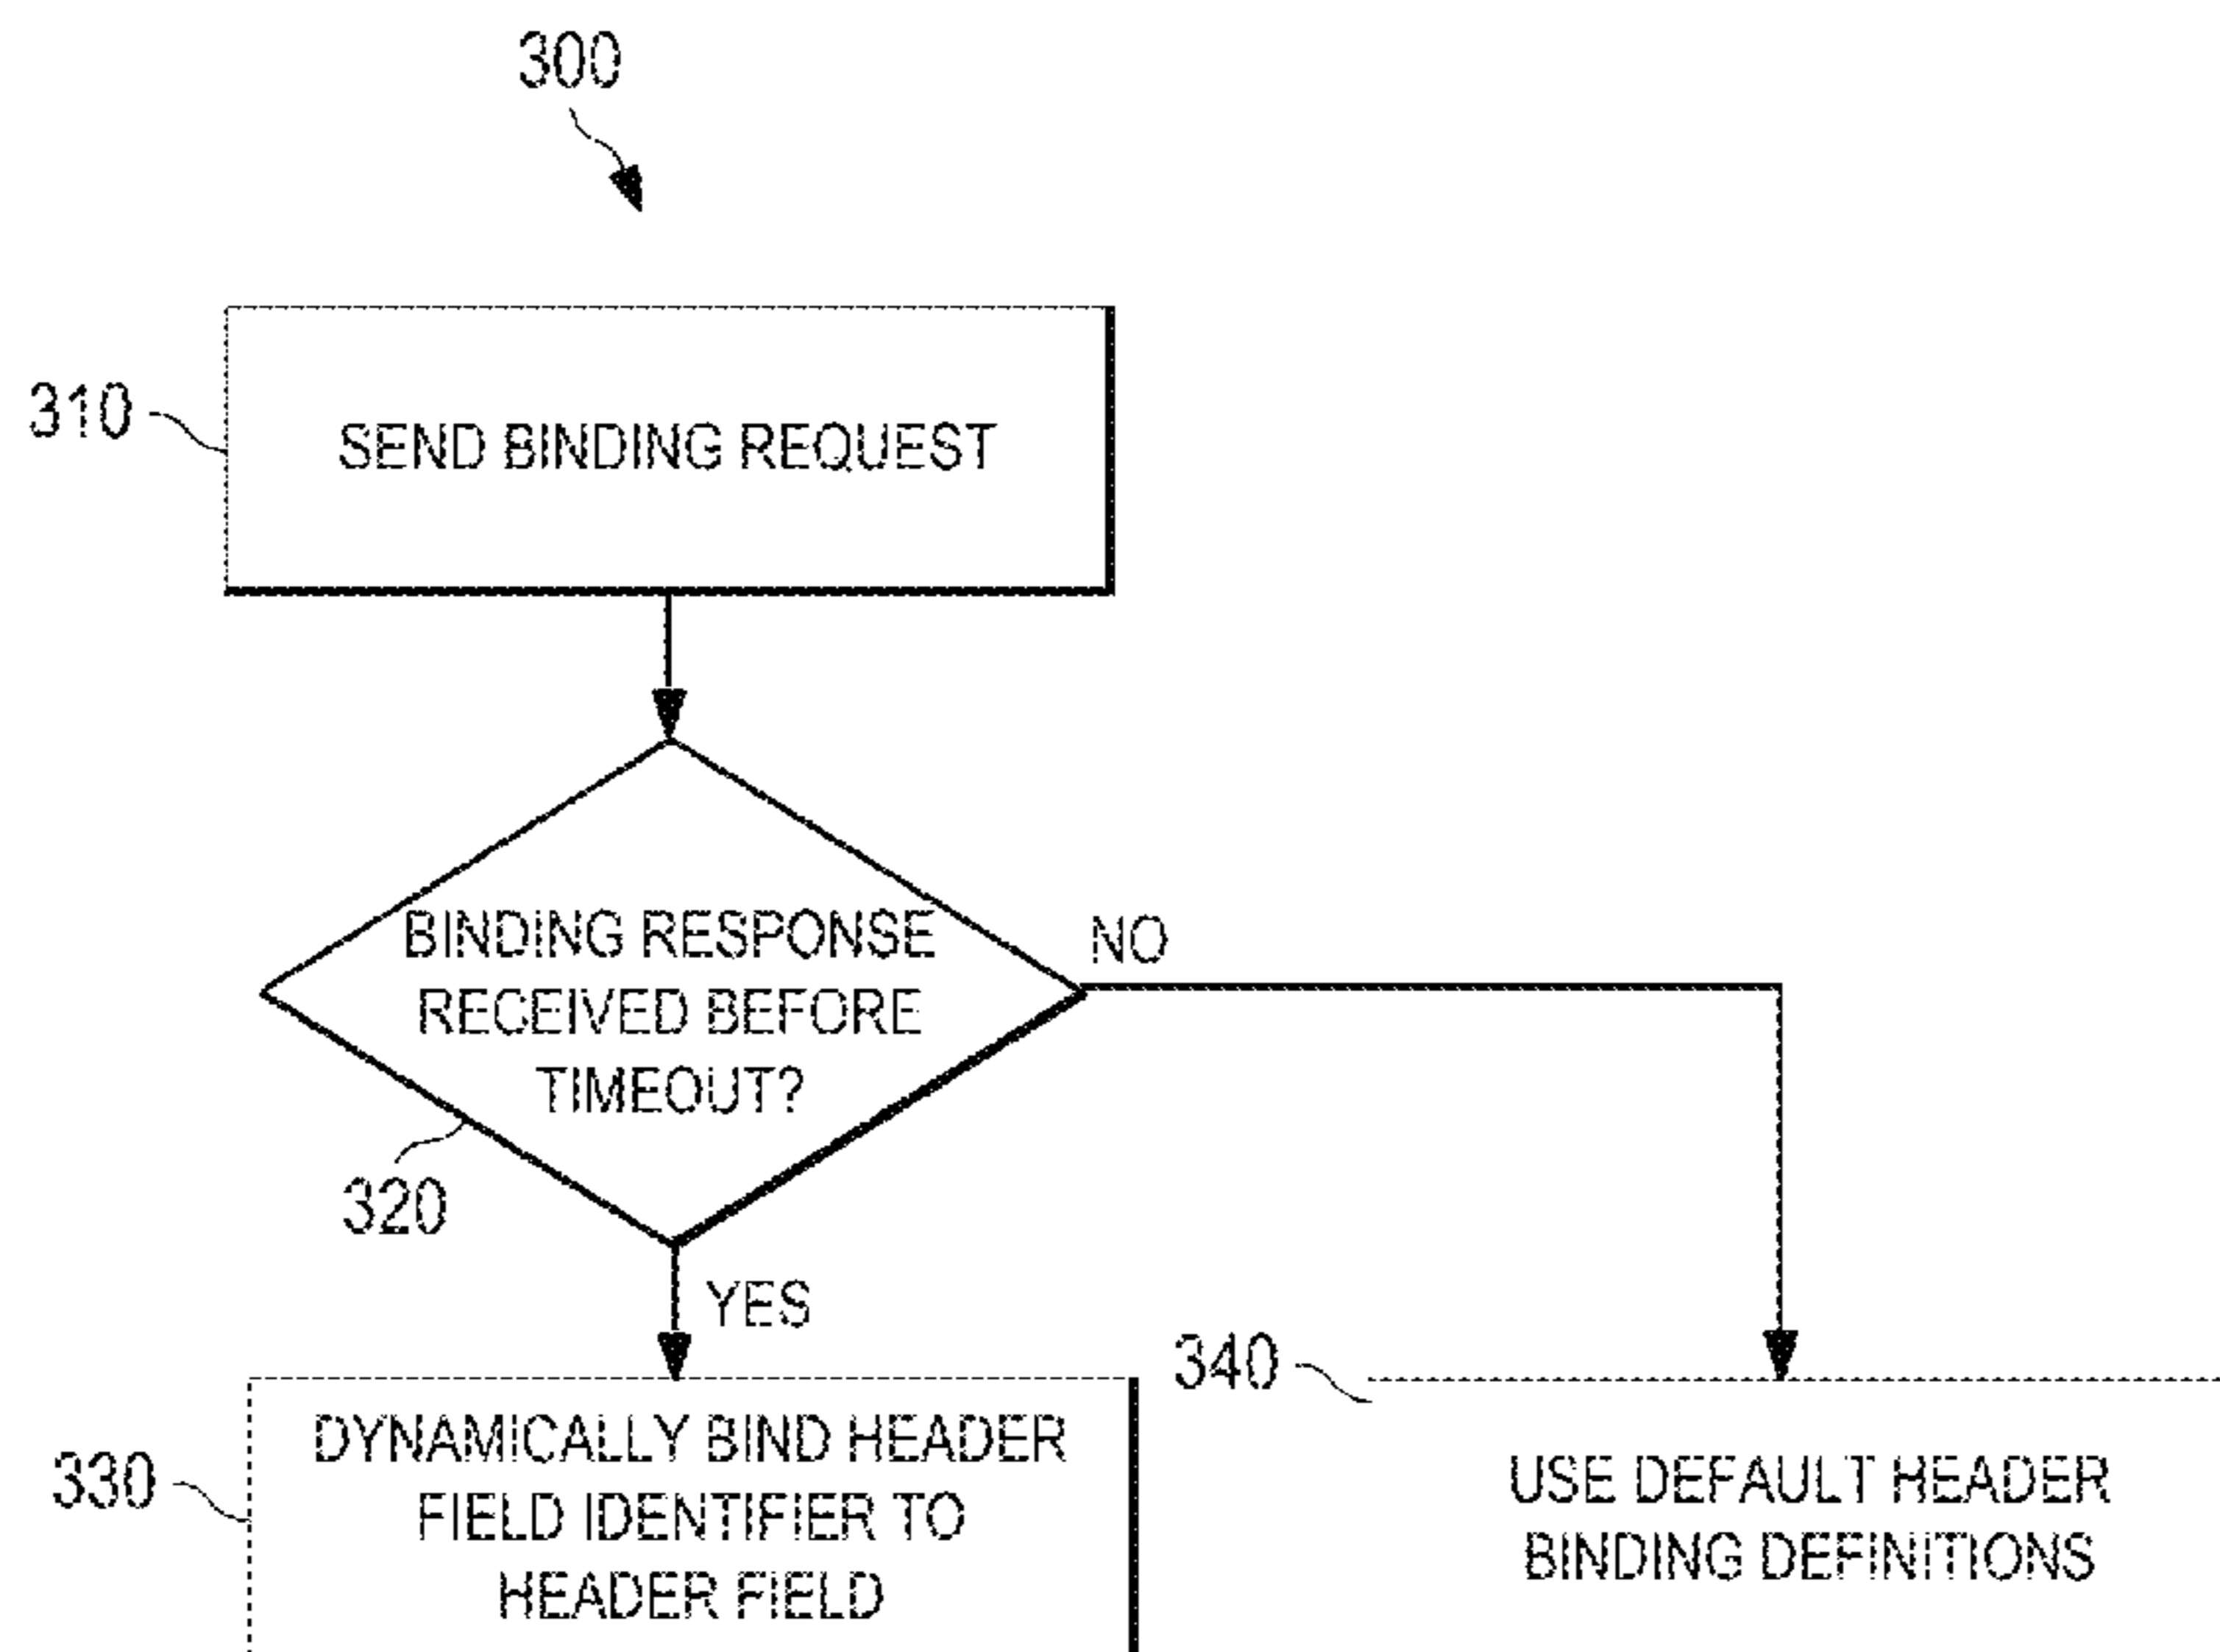 300
310
SEND BINDING REQUEST
BINDING RESPONSE
RECEIVED BEFORE
TIMEOUT?
NO
320
YES
330
DYNAMICALLY BIND HEADER
FIELD IDENTIFIER TO
HEADER FIELD
340
USE DEFAULT HEADER
BINDING DEFINITIONS